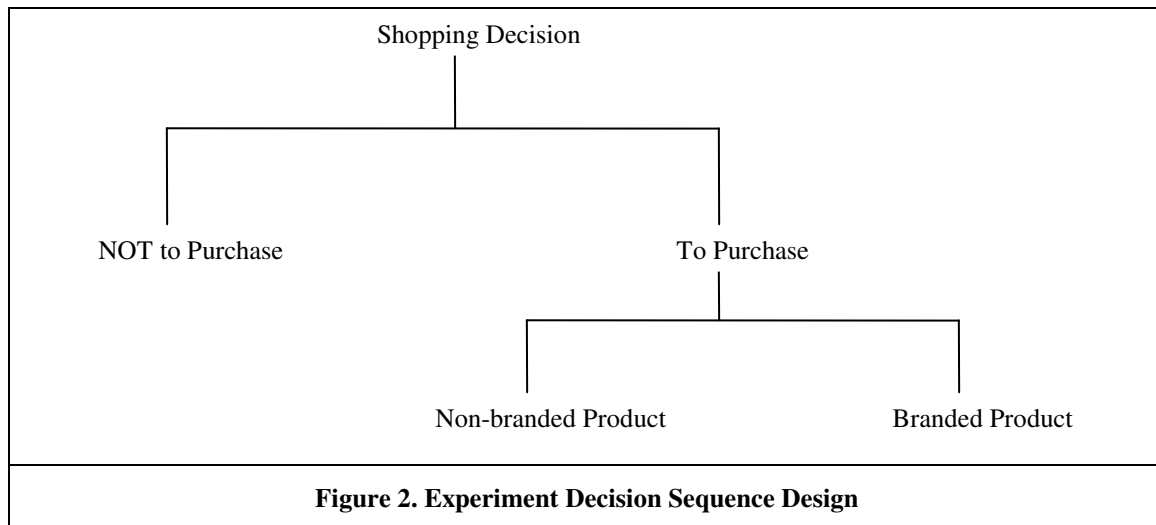 Shopping Decision
NOT to Purchase
To Purchase
Non-branded Product
Branded Product
Figure 2. Experiment Decision Sequence Design